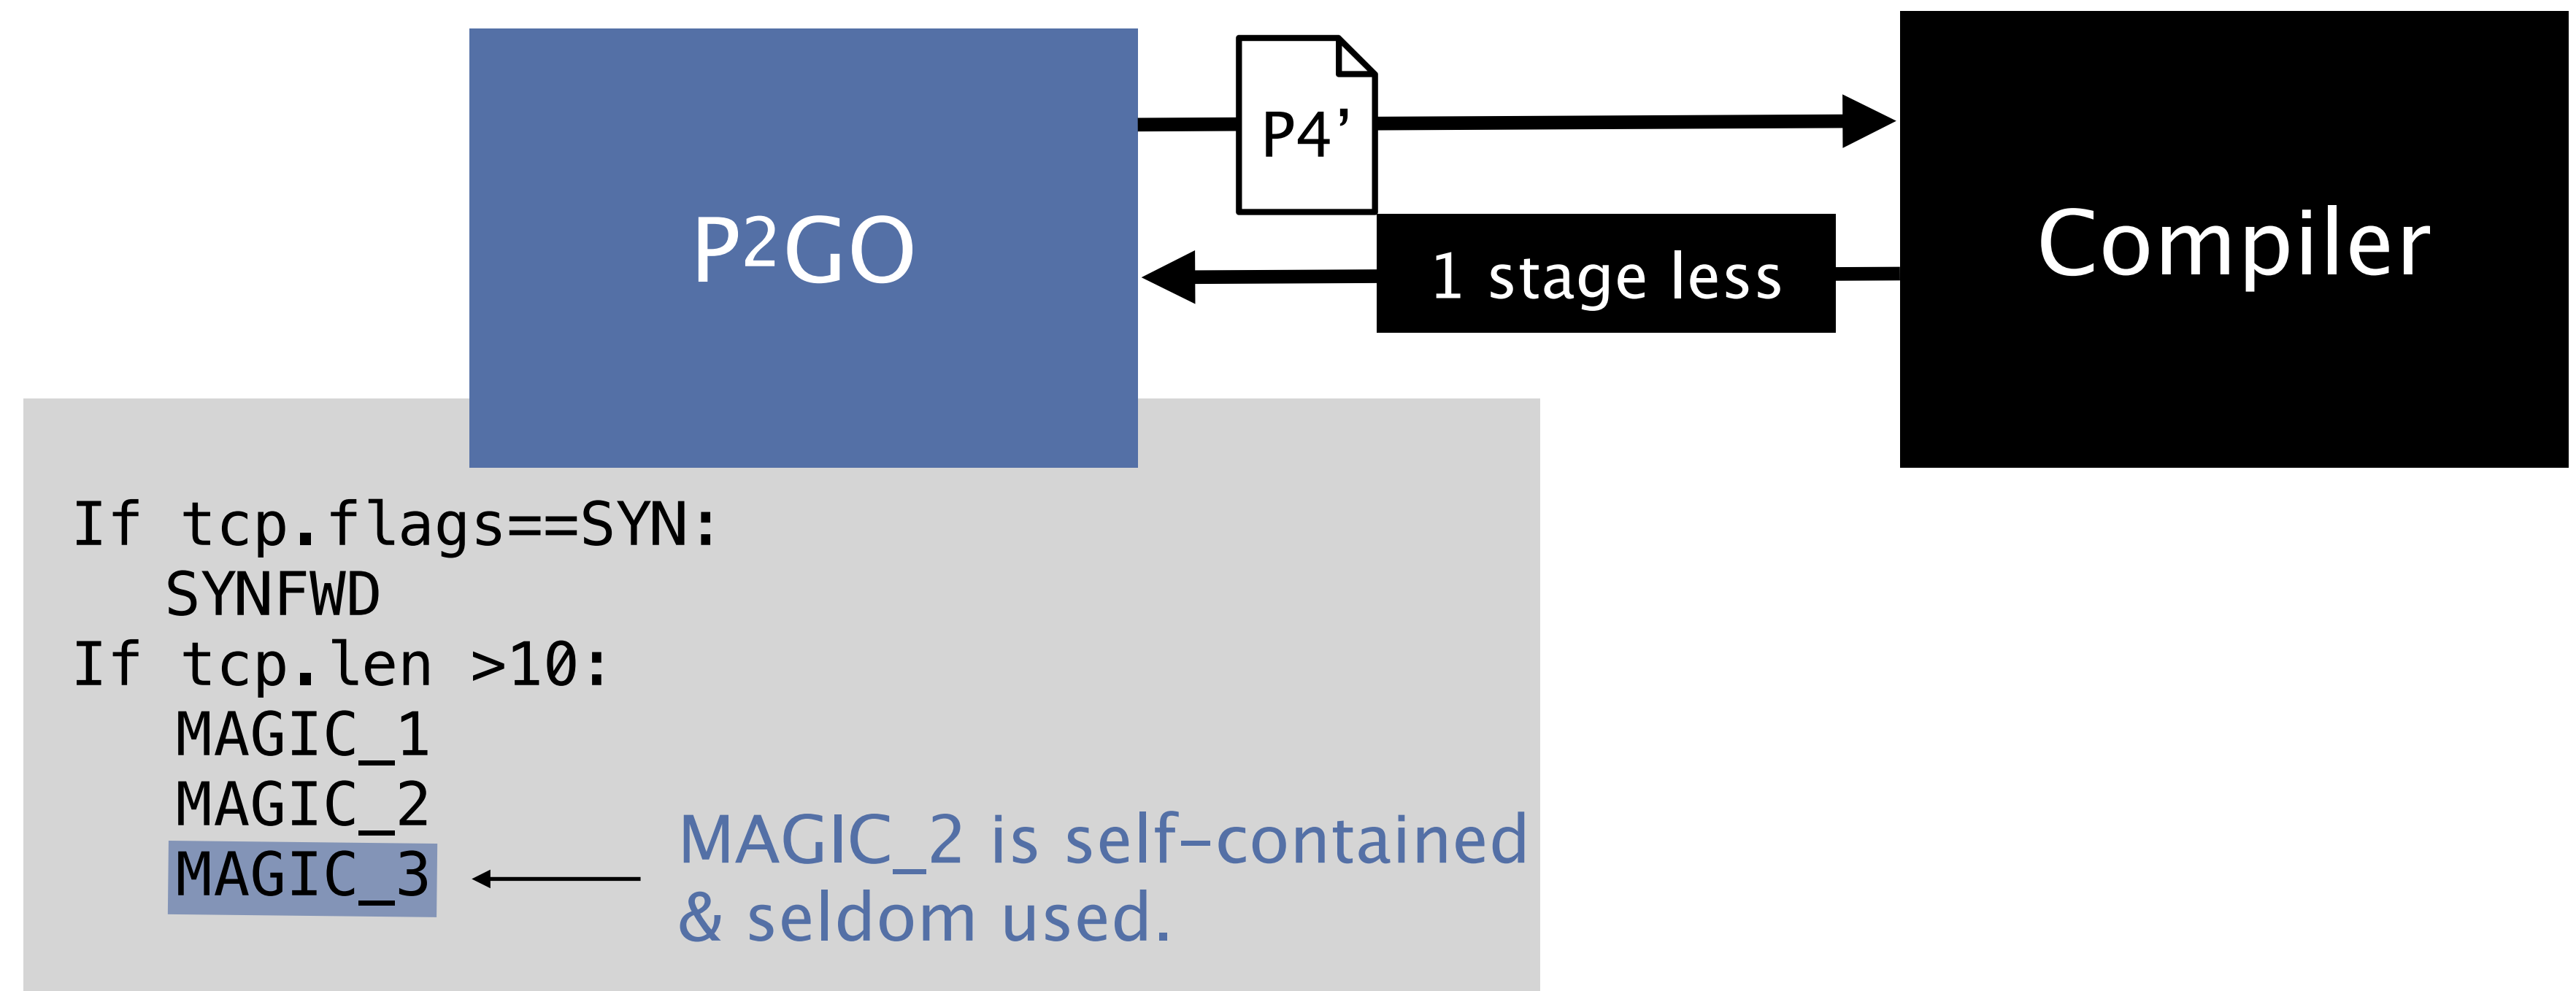 P²GO
P4’
1 stage less
Compiler
If tcp.flags==SYN:
SYNFWD
If tcp.len >10:
MAGIC_1
MAGIC_2
MAGIC_3
MAGIC_2 is self-contained
& seldom used.